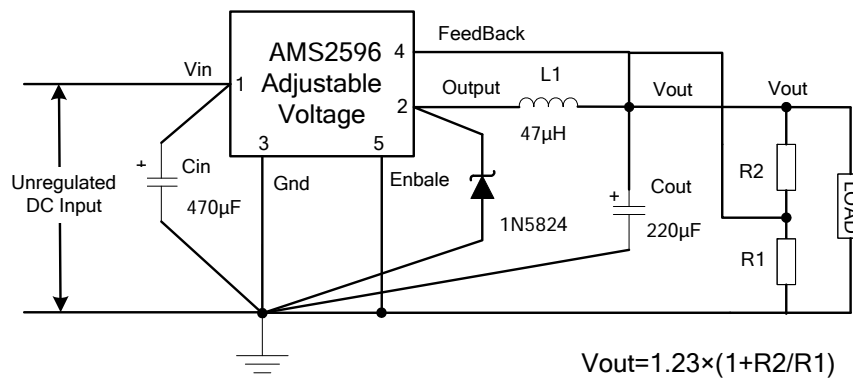 AMS2596
Adjustable
Voltage
1
4
2
3
5
FeedBack
Vin
Output
L1
47μH
Vout
Vout
Unregulated
DC Input
+
Cin
470μF
Gnd
Enbale
1N5824
+
Cout
220μF
R2
R1
LOAD
Vout=1.23×(1+R2/R1)